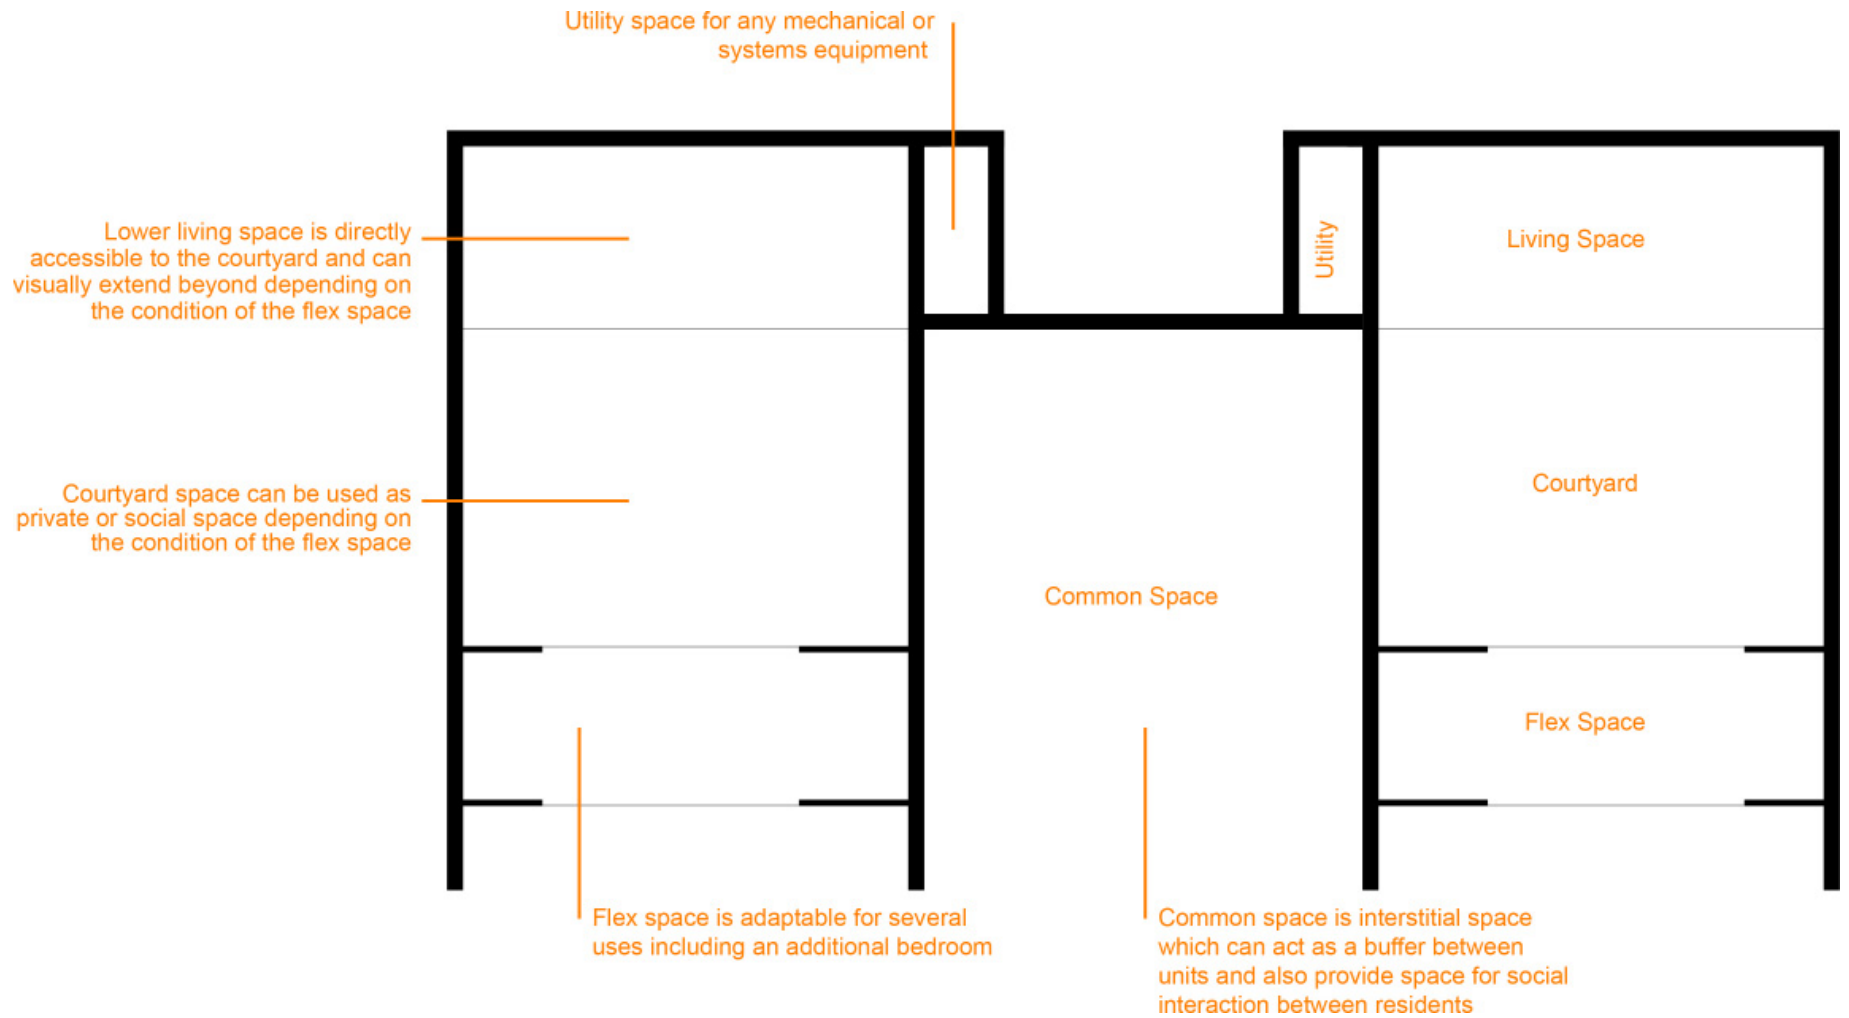 Utility space for any mechanical or
systems equipment
Lower living space is directly
accessible to the courtyard and can
visually extend beyond depending on
the condition of the flex space
Utility
Living Space
Courtyard space can be used as
private or social space depending on
the condition of the flex space
Courtyard
Common Space
Flex Space
Flex space is adaptable for several
uses including an additional bedroom
Common space is interstitial space
which can act as a buffer between
units and also provide space for social
interaction between residents